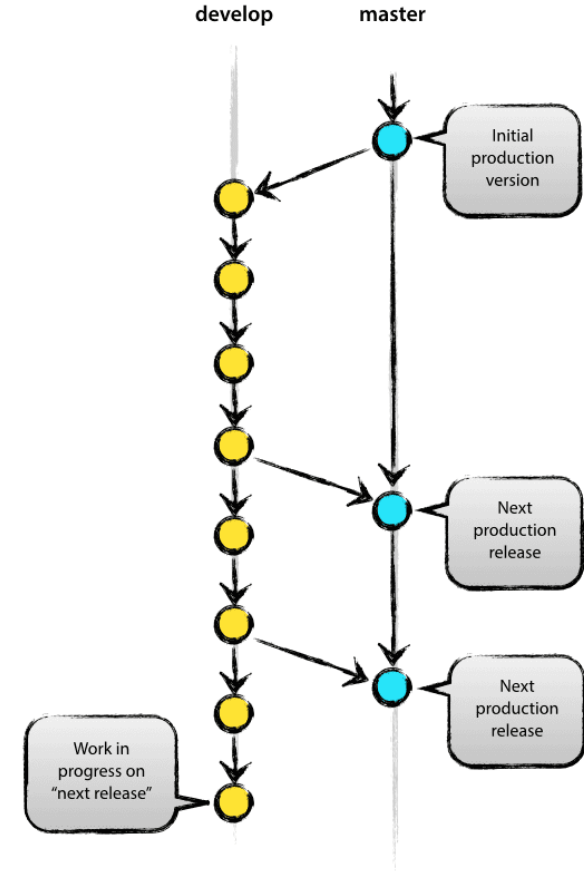 develop
master
Initial
production
version
Next
production
release
Next
production
release
Work in
progress on
“next release”